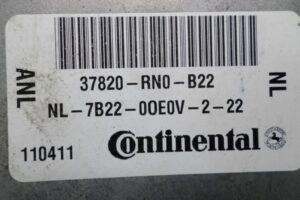 ANL
NL
37820-RN0-B22
NL-7B22-00E0V-2-22
110411
Continental